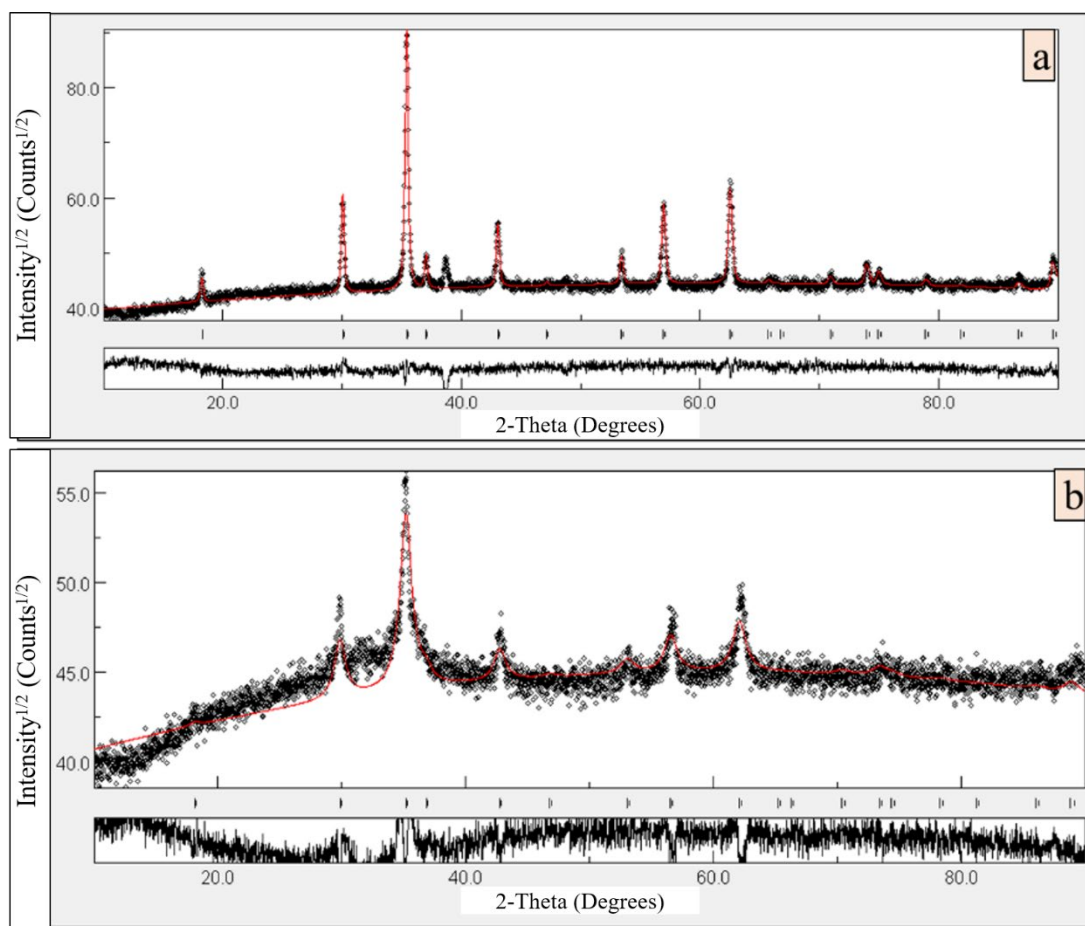 Intensity1/2 (Counts1/2)
a
80.0
60.0
40.0
20.0 40.0 60.0 80.0
2-Theta (Degrees)
Intensity1/2 (Counts1/2)
b
55.0
50.0
45.0
40.0
20.0 40.0 60.0 80.0
2-Theta (Degrees)